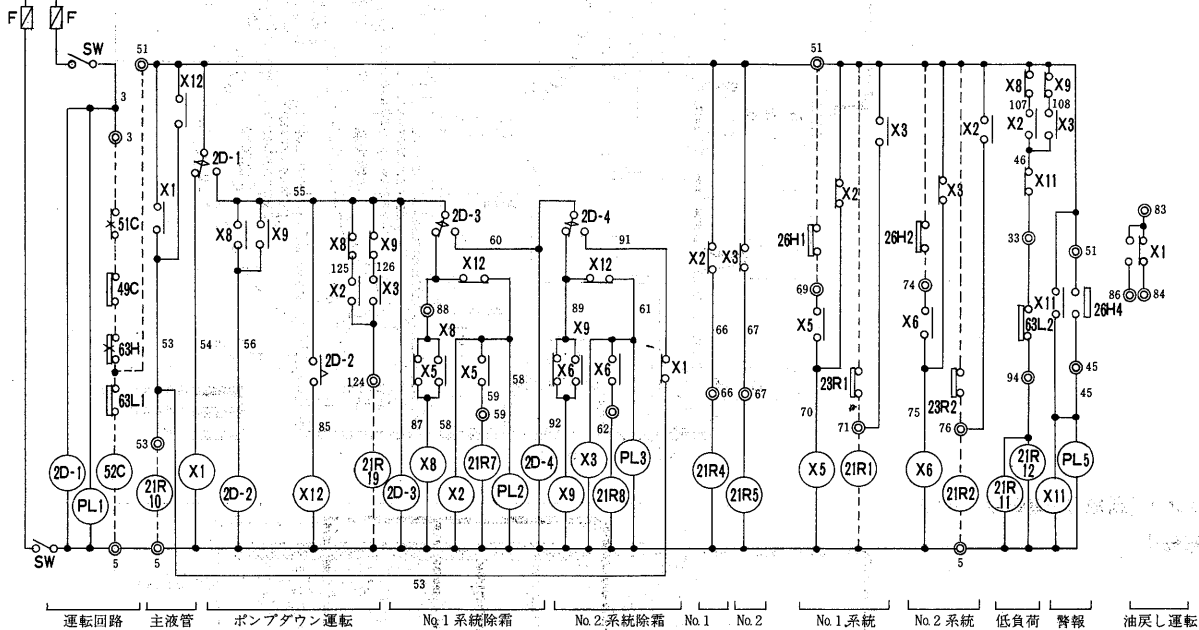 F F
SW
51
51
3
3
X12
2D-1
X1
51C
49C
63H
63L1
53
54
53
55
X8 X9
56
2D-2
85
X8 X9
125 126
X2 X3
124
2D-3
60
X12
88
X8
X5
X5
59
59
58
87 58
2D-4
91
X12
89
61
X9
X6
X6
92
62
X1
X2 X3
66 67
66 67
X3
X2
26H1
69
X5
23R1
70
71
X2
X3
26H2
74
X6
23R2
75
76
X8 X9
107 108
X2 X3
46
X11
33
X11
63L2
94
51
26H4
45
45
83
X1
86 84
2D-1
PL1
52C
21R 10
X1
2D-2
X12
21R 19
2D-3
X8
X2
21R7
PL2
2D-4
X9
X3
21R8
PL3
21R4
21R5
X5
21R1
X6
21R2
21R 11
21R 12
X11
PL5
SW
5 5
5
53
運転回路 主液管 ポンプダウン運転 No.1系統除霜 No.2系統除霜 No.1 No.2 No.1系統 No.2系統 低負荷 警報 油戻し運転